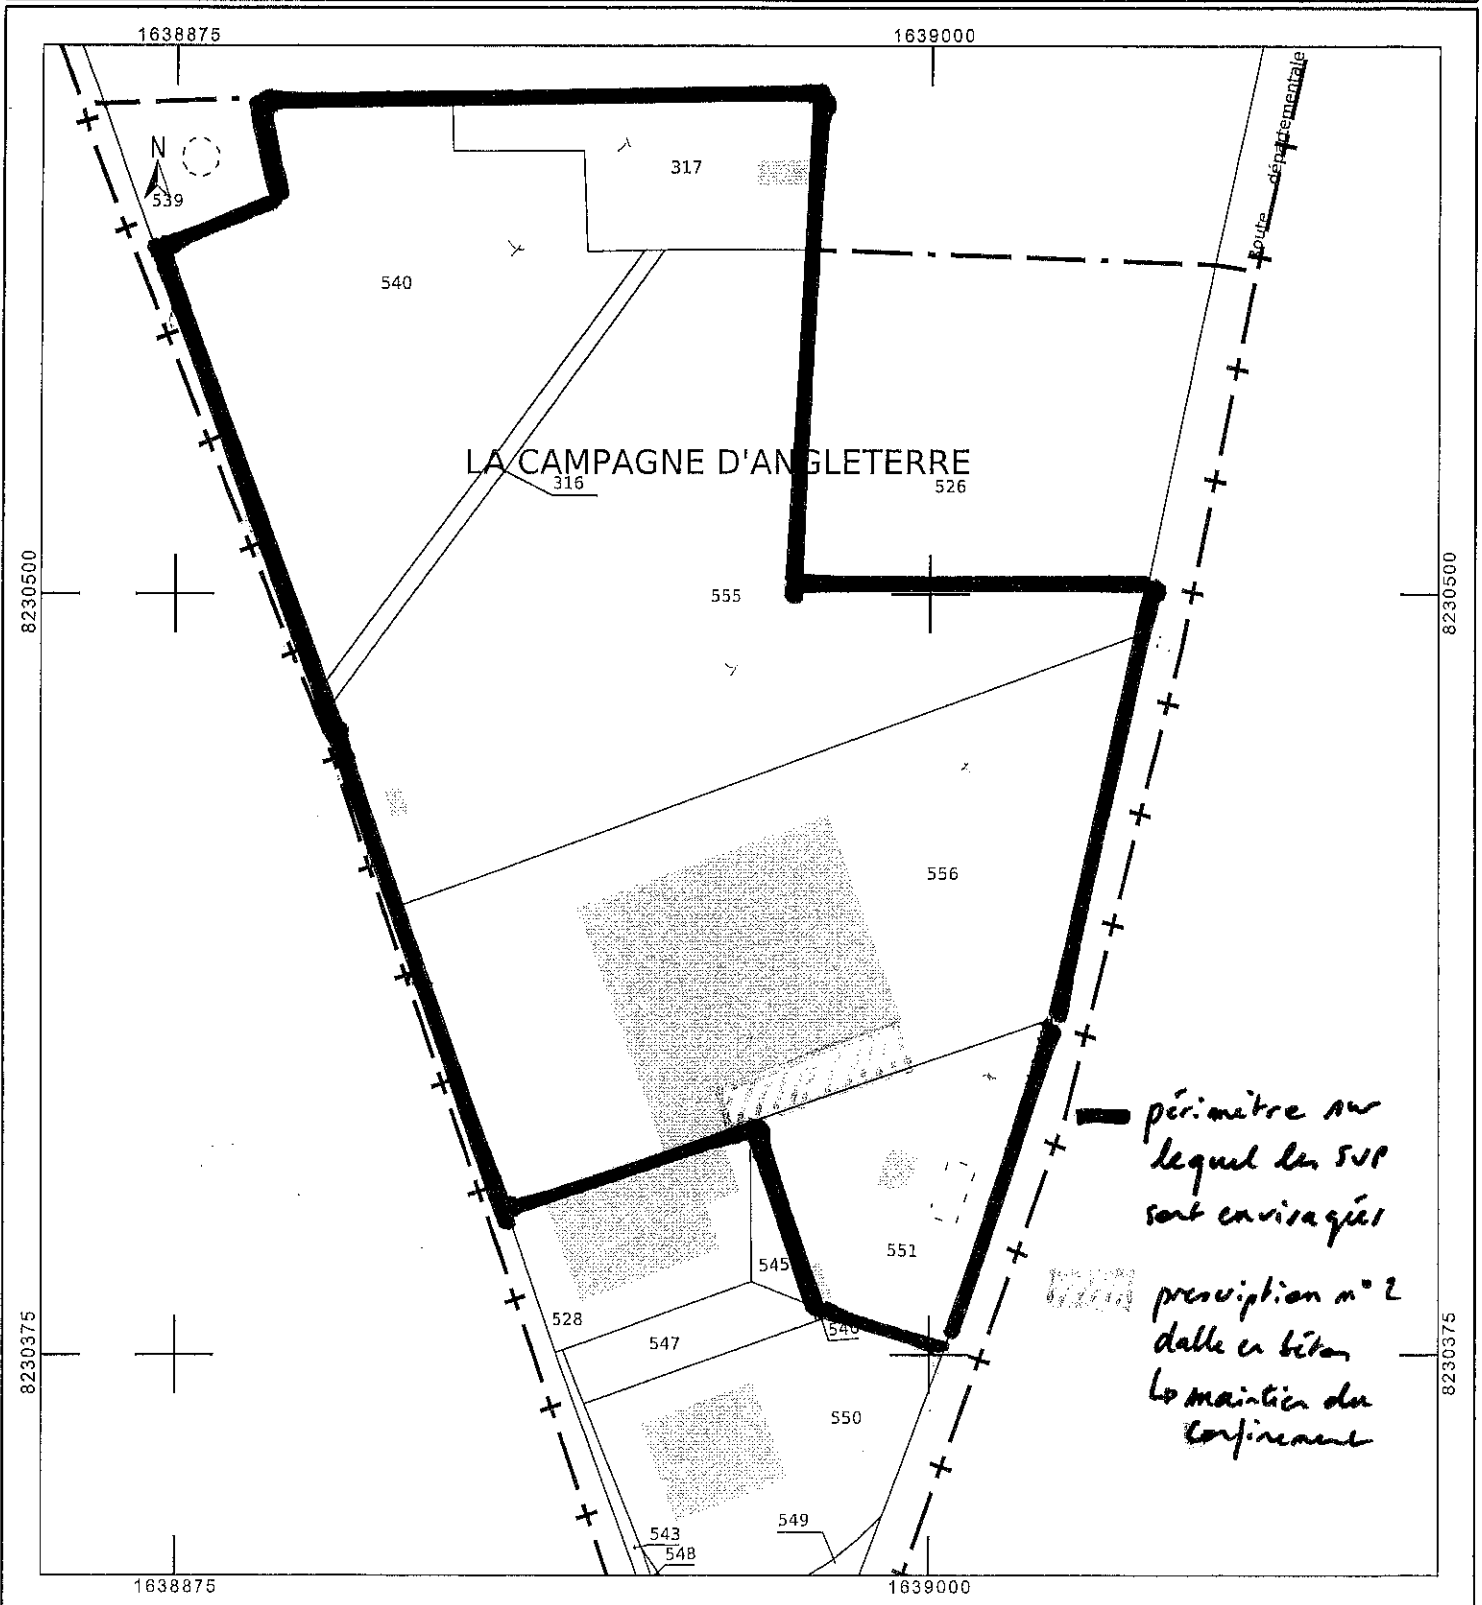 1638875
1639000
Route départementale
N
539
317
540
LA CAMPAGNE D'ANGLETERRE
316
526
8230500
8230500
555
556
périmètre sur
lequel les SUP
sont envisagées
551
545
prescription n° 2
528
546
547
8230375
8230375
dalle en béton
maintien du
confinement
550
549
543
548
1638875
1639000